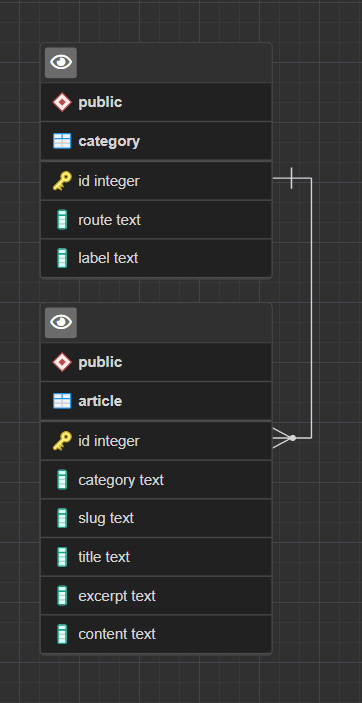 public
category
id integer
route text
label text
public
article
id integer
category text
slug text
title text
excerpt text
content text